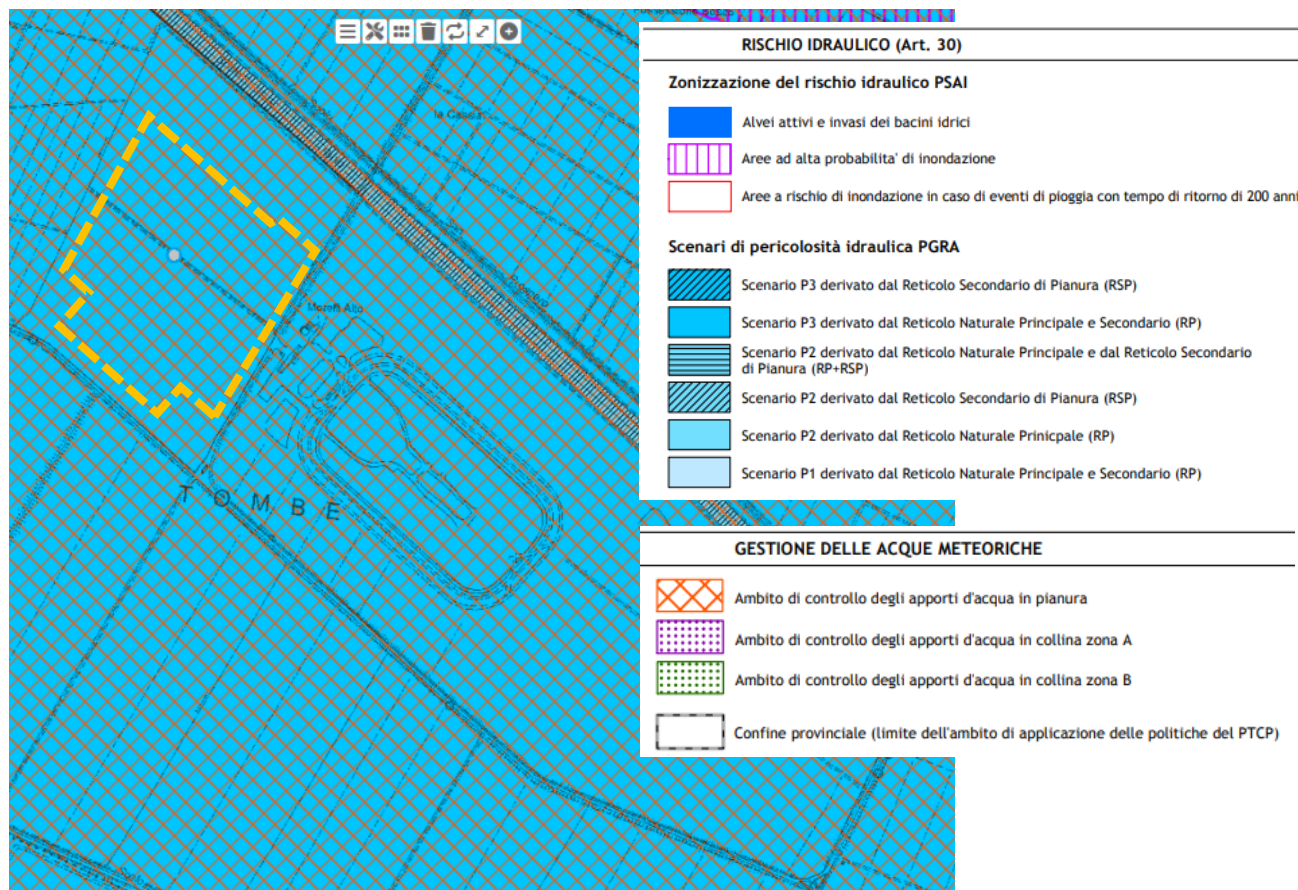 la Cassia
Moreti Alto
TOMBE
RISCHIO IDRAULICO (Art. 30)
Zonizzazione del rischio idraulico PSAI
Alvei attivi e invasi dei bacini idrici
Aree ad alta probabilita' di inondazione
Aree a rischio di inondazione in caso di eventi di pioggia con tempo di ritorno di 200 anni
Scenari di pericolosità idraulica PGRA
Scenario P3 derivato dal Reticolo Secondario di Pianura (RSP)
Scenario P3 derivato dal Reticolo Naturale Principale e Secondario (RP)
Scenario P2 derivato dal Reticolo Naturale Principale e dal Reticolo Secondario
di Pianura (RP+RSP)
Scenario P2 derivato dal Reticolo Secondario di Pianura (RSP)
Scenario P2 derivato dal Reticolo Naturale Prinicpale (RP)
Scenario P1 derivato dal Reticolo Naturale Principale e Secondario (RP)
GESTIONE DELLE ACQUE METEORICHE
Ambito di controllo degli apporti d'acqua in pianura
Ambito di controllo degli apporti d'acqua in collina zona A
Ambito di controllo degli apporti d'acqua in collina zona B
Confine provinciale (limite dell'ambito di applicazione delle politiche del PTCP)